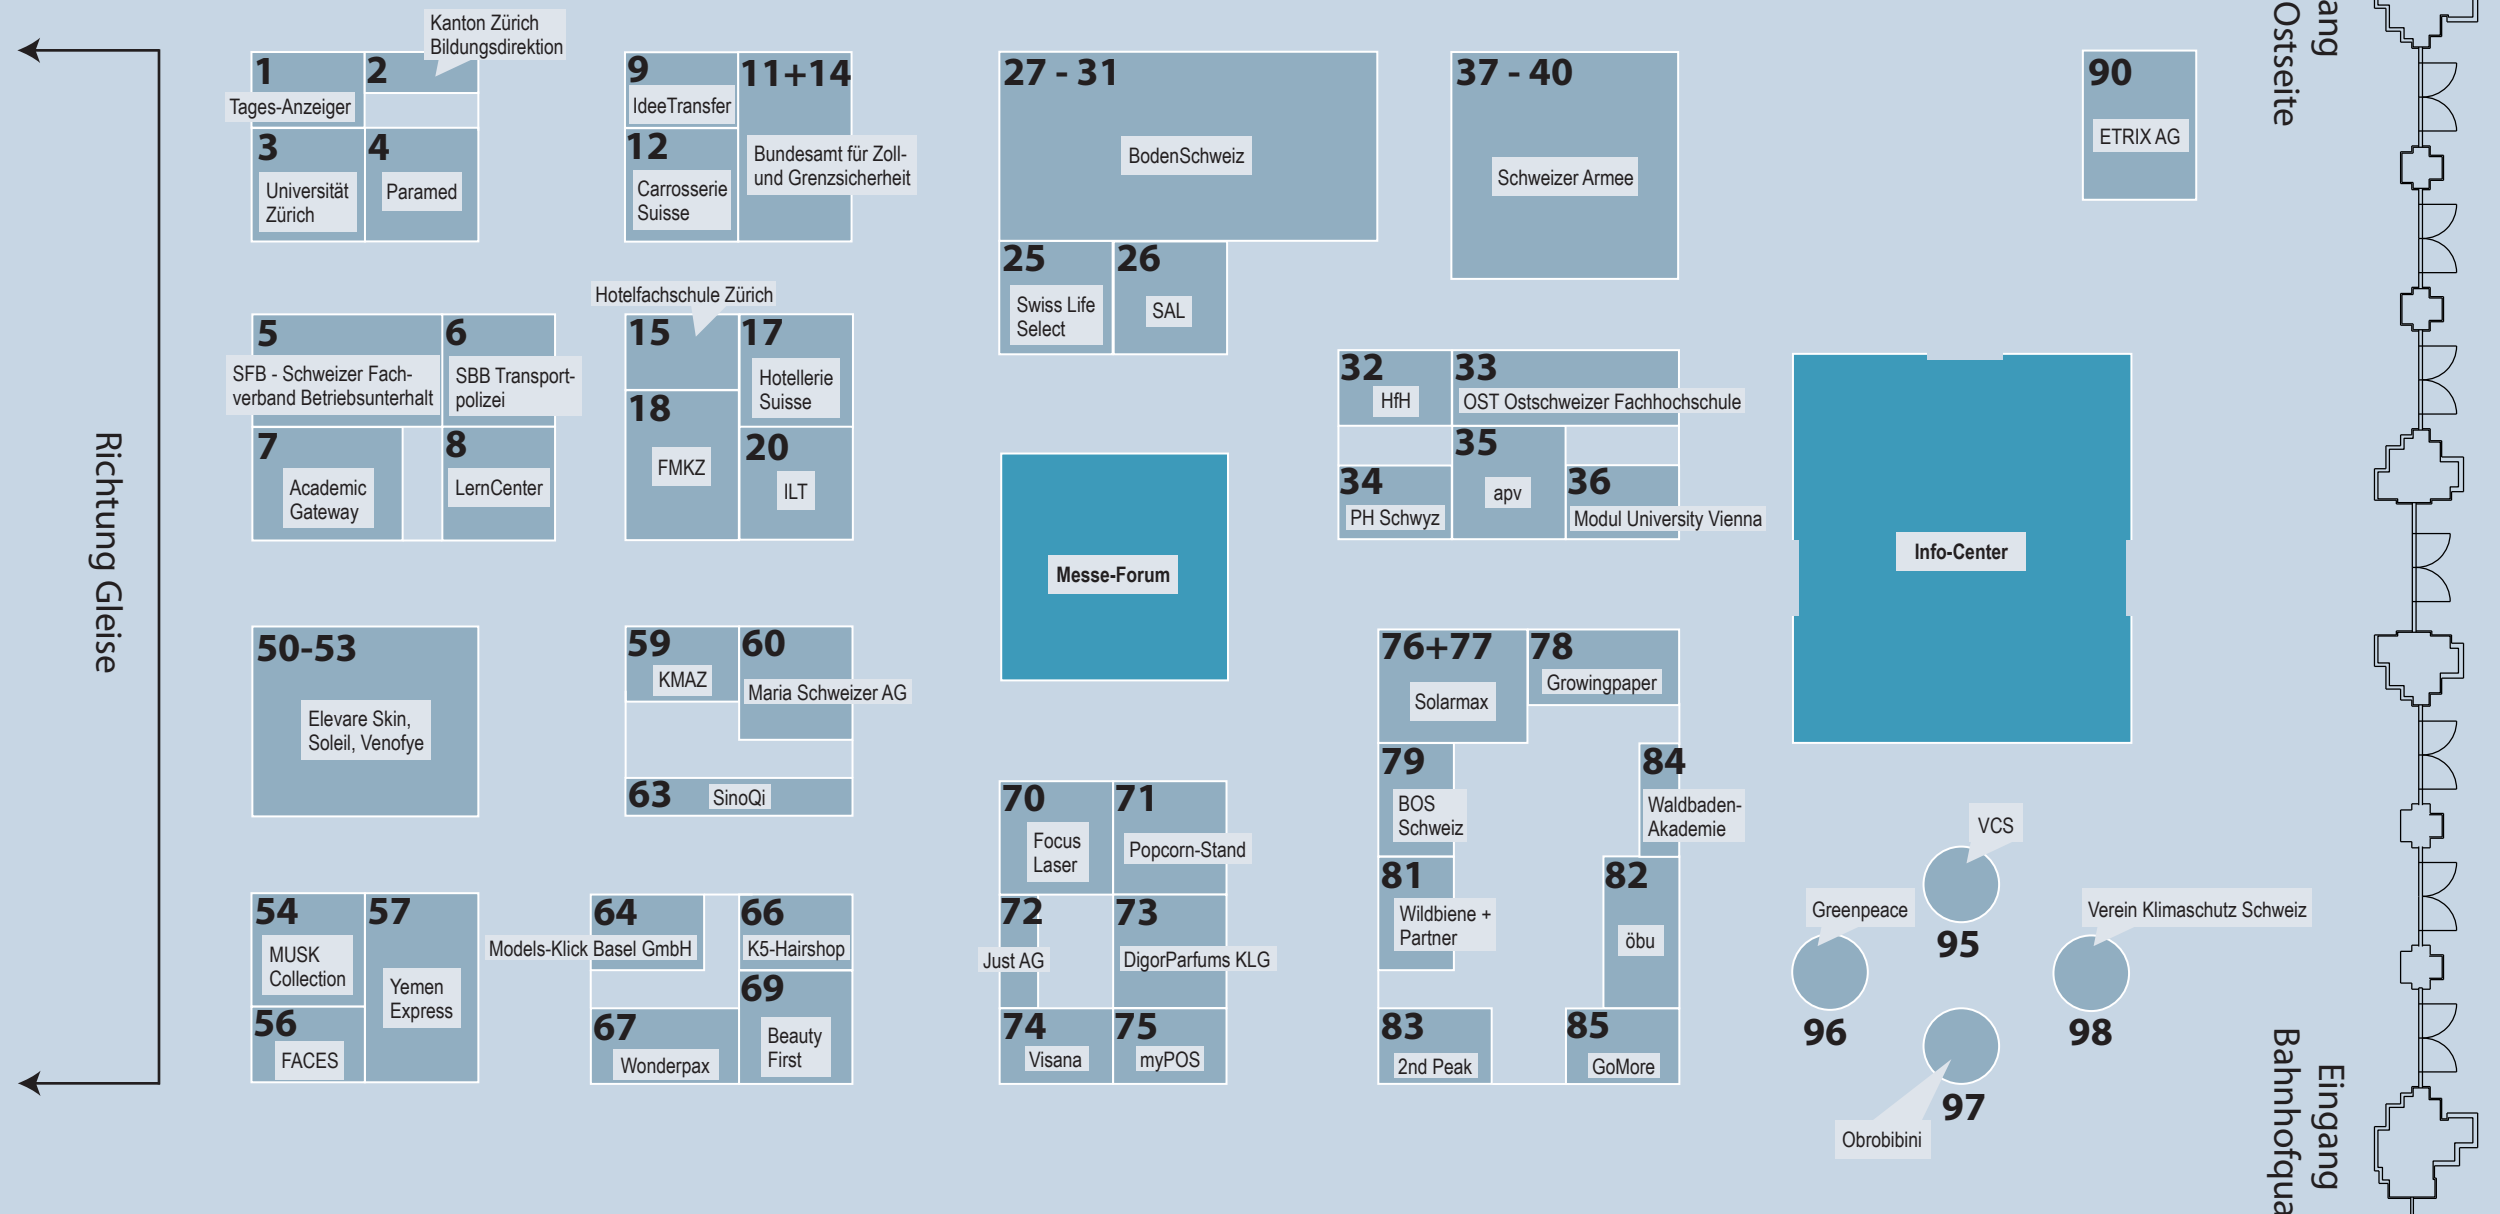 Kanton Zürich
Bildungsdirektion
1
2
Tages-Anzeiger
3
Universität
Zürich
4
Paramed
9
IdeeTransfer
11+14
Bundesamt für Zoll-
und Grenzsicherheit
12
Carrosserie
Suisse
27 - 31
BodenSchweiz
25
Swiss Life
Select
26
SAL
37 - 40
Schweizer Armee
90
ETRIX AG
Ostseite
Richtung Gleise
5
SFB - Schweizer Fach-
verband Betriebsunterhalt
6
SBB Transport-
polizei
7
Academic
Gateway
8
LernCenter
Hotelfachschule Zürich
15
17
Hotellerie
Suisse
18
FMKZ
20
ILT
Messe-Forum
32
HfH
33
OST Ostschweizer Fachhochschule
34
PH Schwyz
35
apv
36
Modul University Vienna
Info-Center
50-53
Elevare Skin,
Soleil, Venofye
59
KMAZ
60
Maria Schweizer AG
63
SinoQi
54
MUSK
Collection
56
FACES
57
Yemen
Express
64
Models-Klick Basel GmbH
66
K5-Hairshop
67
Wonderpax
69
Beauty
First
70
Focus
Laser
71
Popcorn-Stand
72
Just AG
73
DigorParfums KLG
74
Visana
75
myPOS
76+77
Solarmax
78
Growingpaper
79
BOS
Schweiz
84
Waldbaden-
Akademie
81
Wildbiene +
Partner
82
öbu
83
2nd Peak
85
GoMore
VCS
95
Greenpeace
96
Verein Klimaschutz Schweiz
98
97
Obrobibini
Eingang